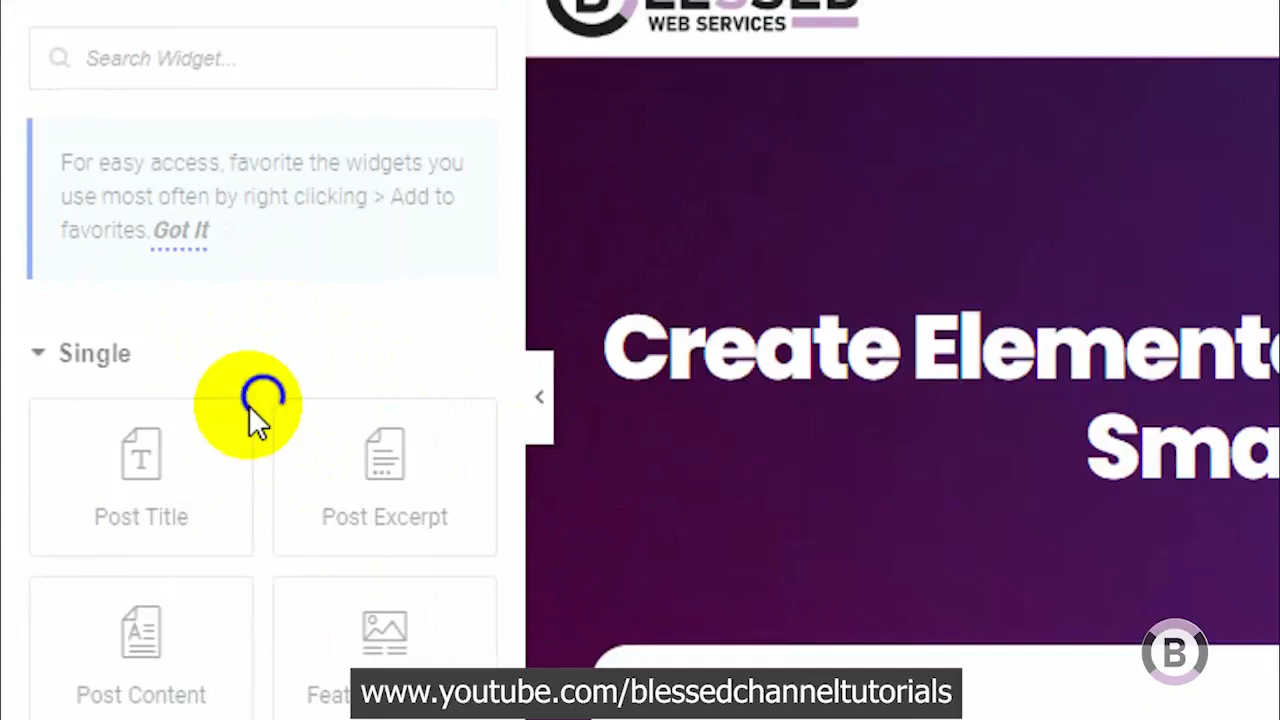 Search Widget...
For easy access, favorite the widgets you
use most often by right clicking > Add to
favorites. Got It
Single
Post Title
Post Excerpt
Post Content
WEB SERVICES
Create
Sma
B
www.youtube.com/blessedchanneltutorials